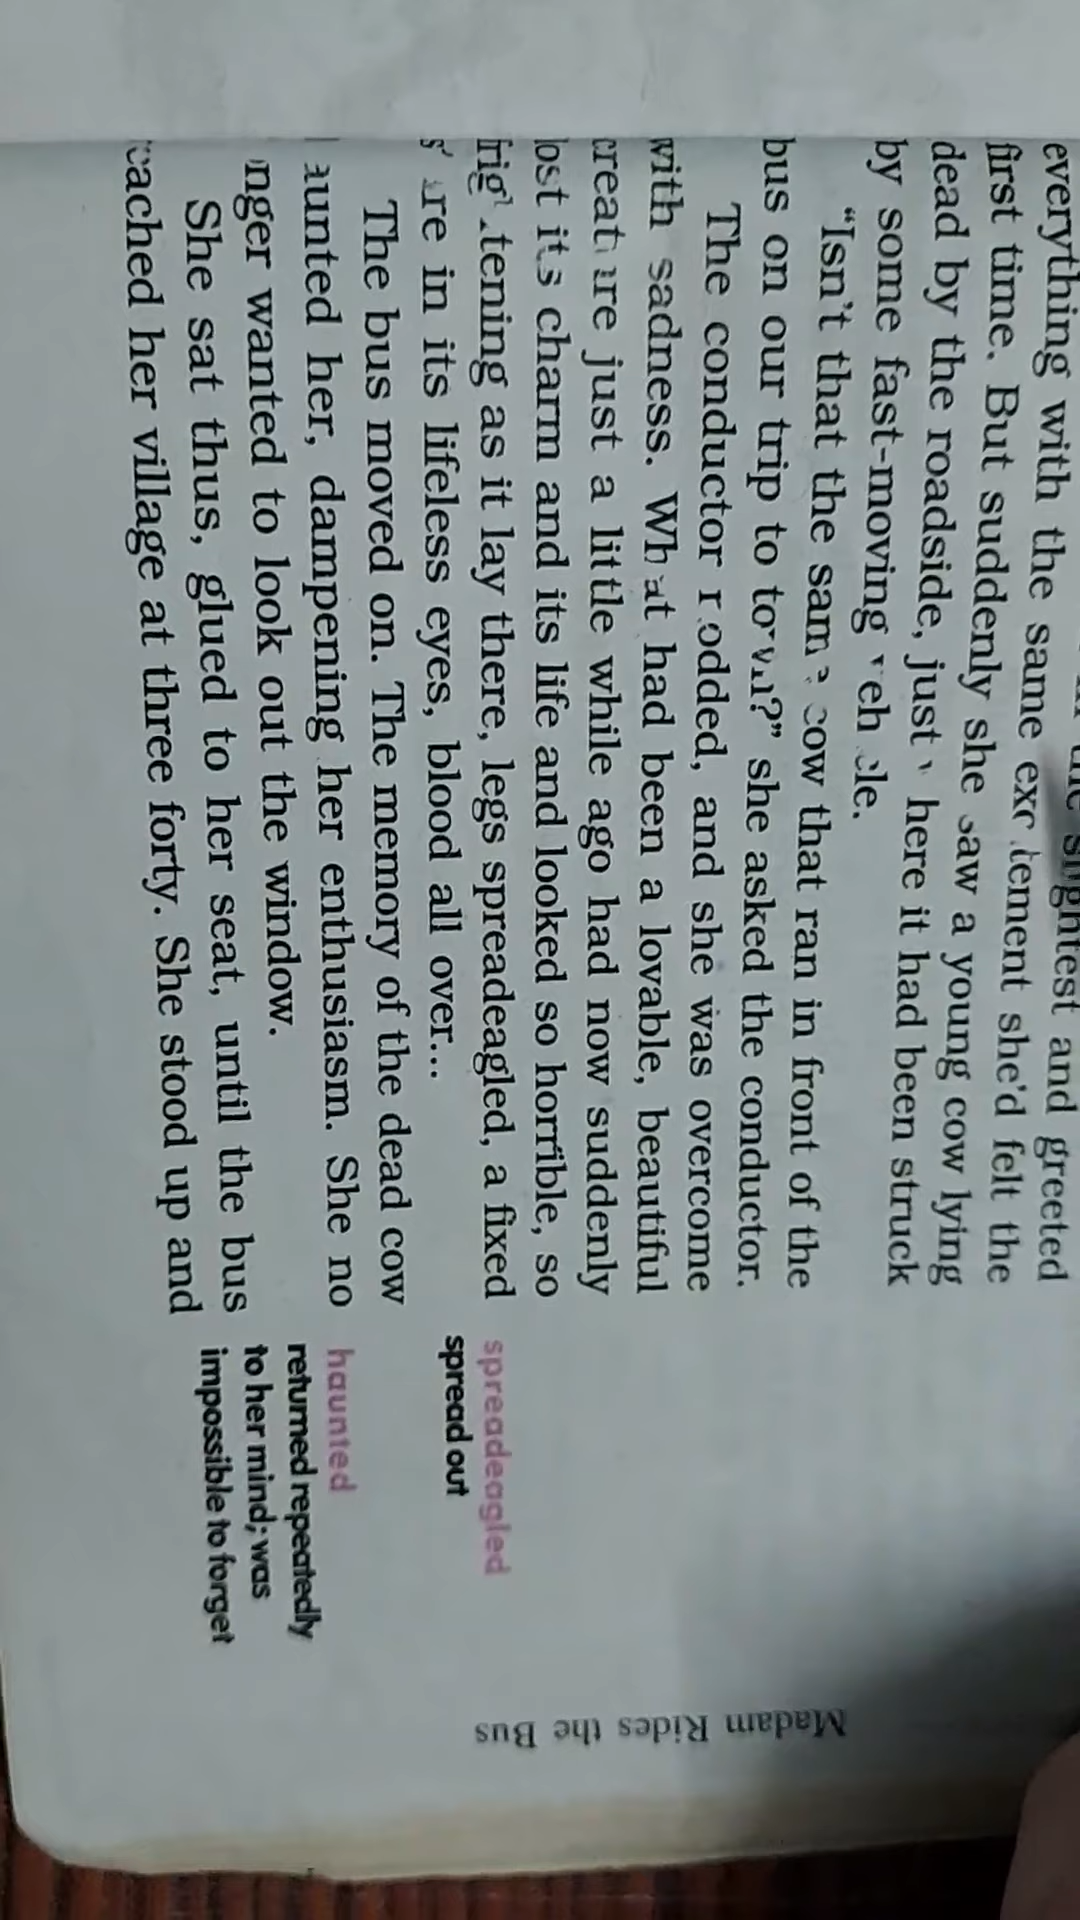 slightest and
everything with the same greeted
first time. But suddenly she saw she'd felt the
dead by the roadside, just a young cow lying
by some fast-moving here it had been struck
"Isn't that the same cow that ran in front of the
bus on our trip to town?" she asked the conductor.
The conductor nodded, and she was overcome
with sadness. What had been a lovable, beautiful
creature just a little while ago had now suddenly
lost its charm and its life and looked so horrible, so
frightening as it lay there, legs spreadeagled, a fixed
in its lifeless eyes, blood all over...
The bus moved on. The memory of the dead cow
haunted her, dampening her enthusiasm. She no
wanted to look out the window.
She sat thus, glued to her seat, until the bus
reached her village at three forty. She stood up and
spreadeagled
spread out
haunted
returned repeatedly
to her mind; was
impossible to forget
Madam Rides the Bus